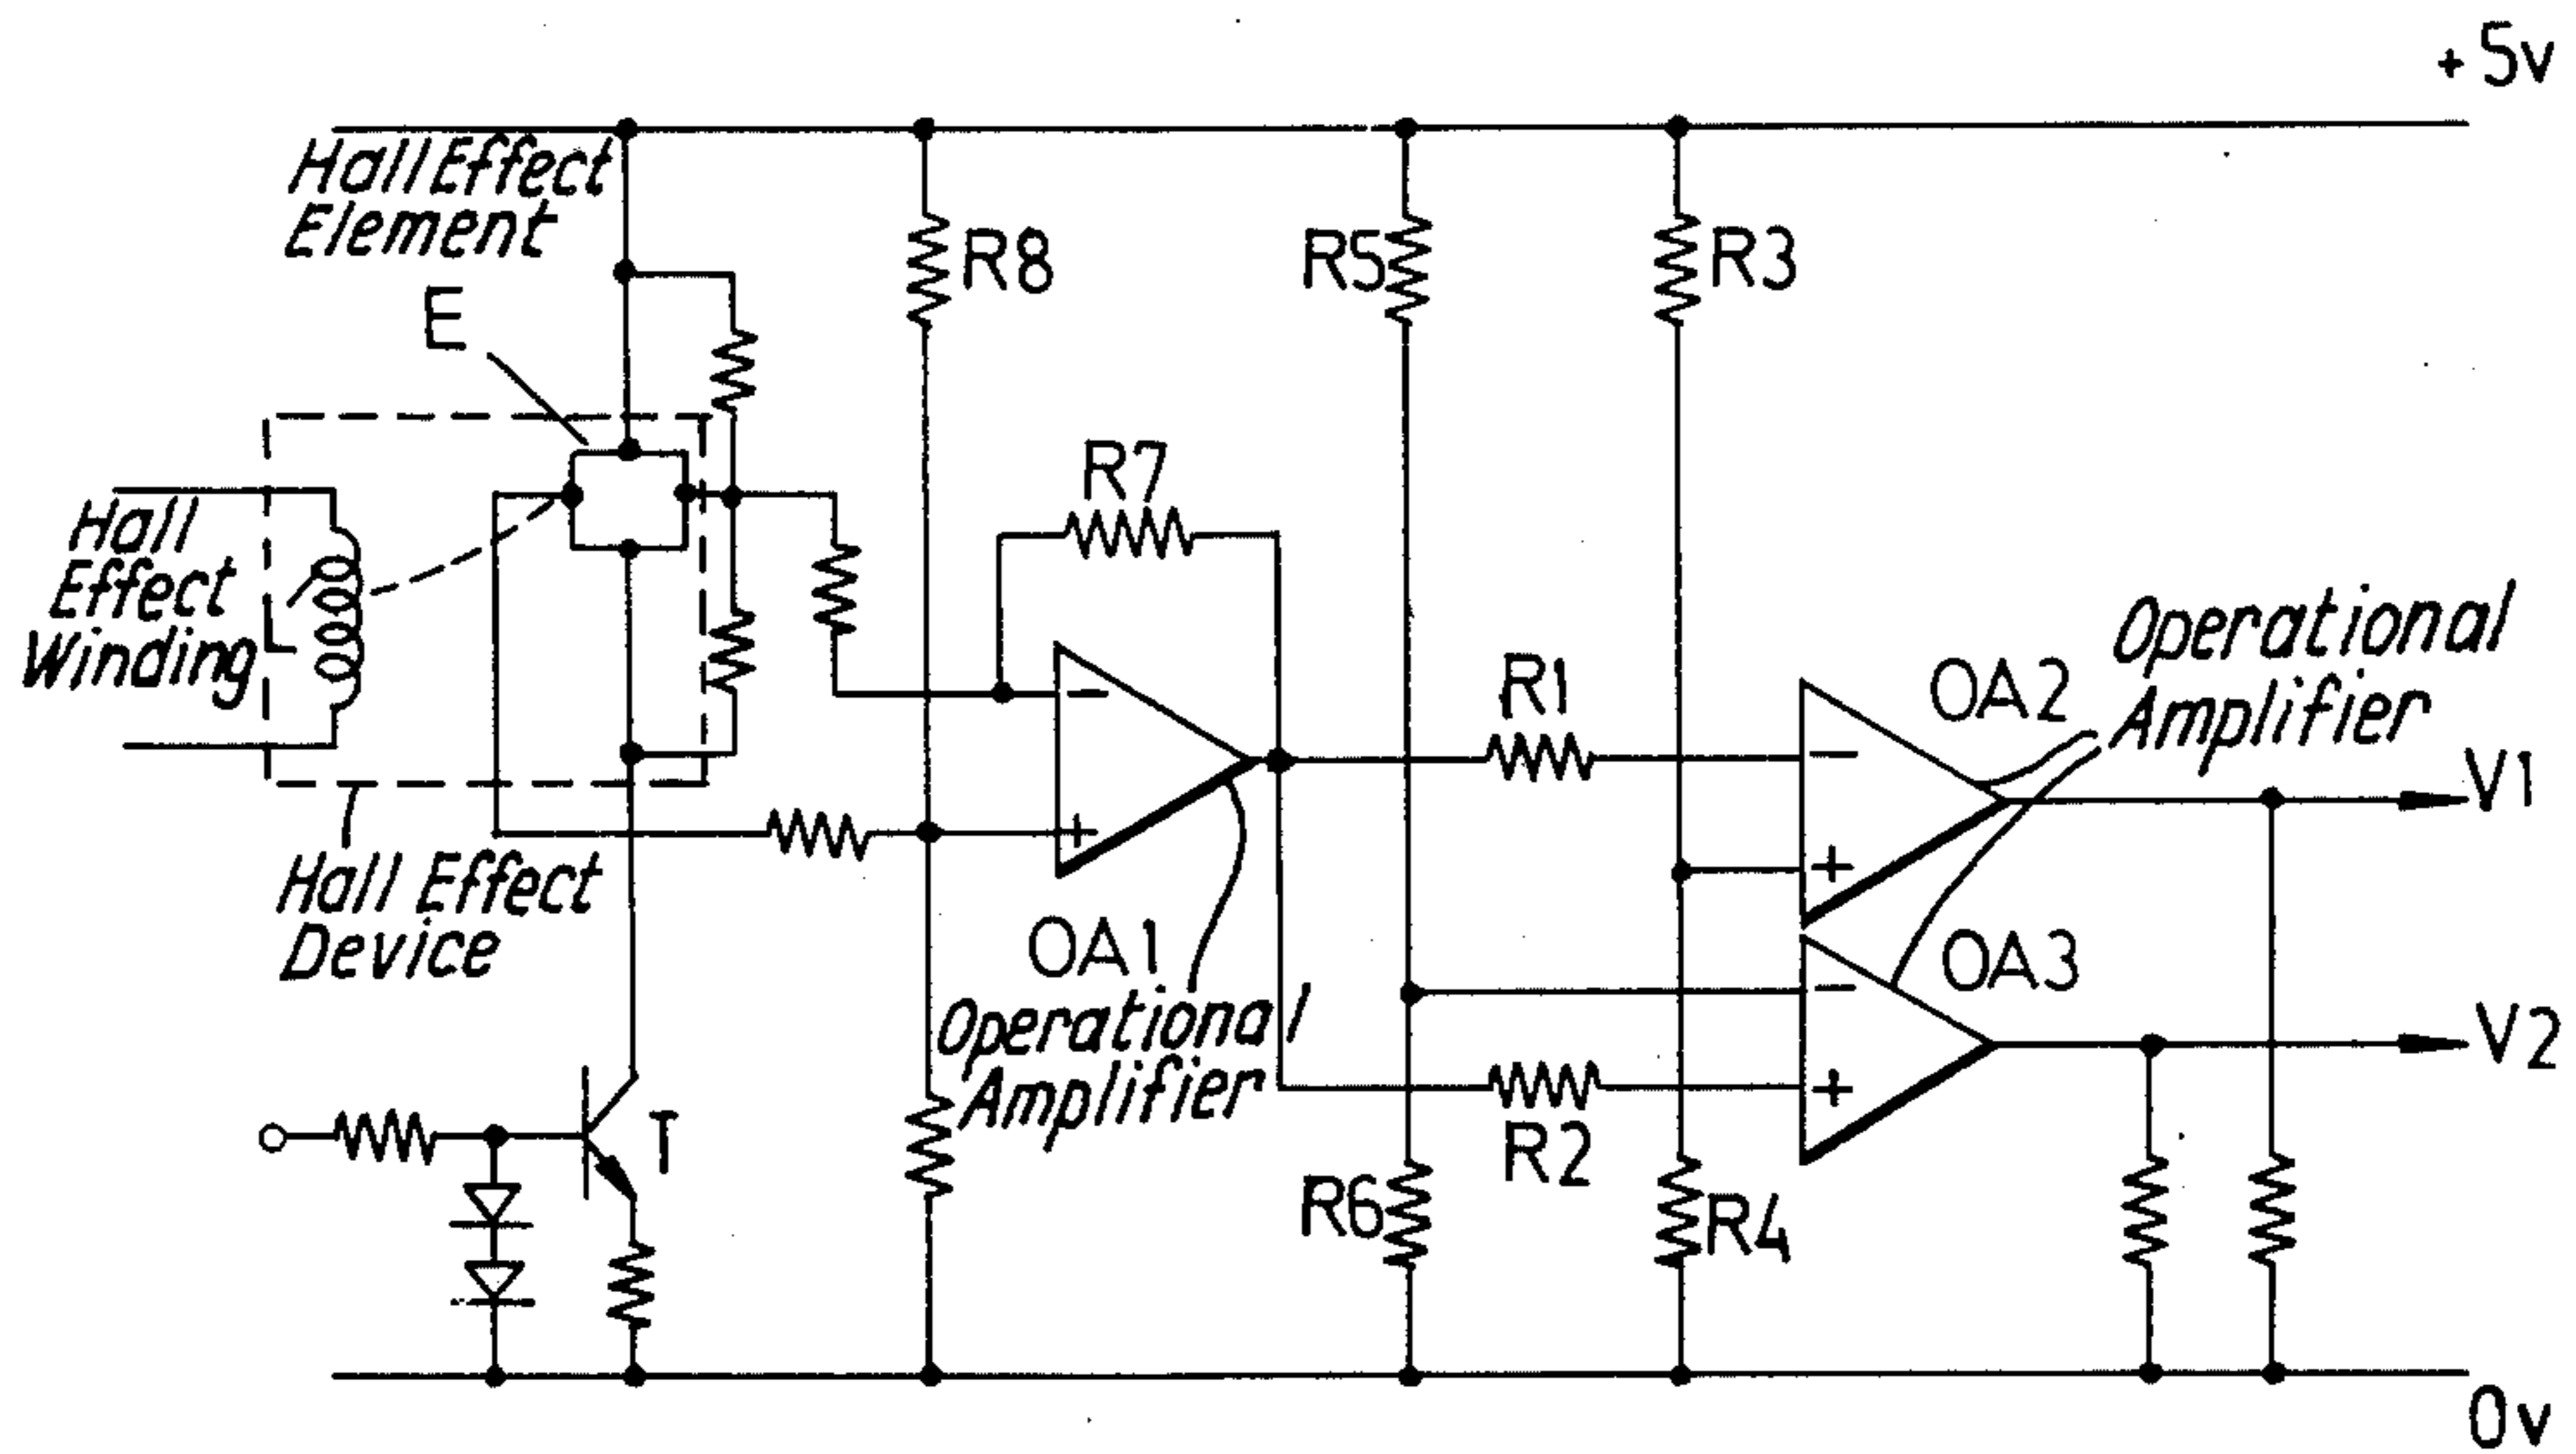 +5v
Hall Effect
Element
E
R8
R5
R3
Hall
Effect
Winding
L
R7
-
+
OA1
Operational
Amplifier
R1
R2
-
+
OA2
Operational
Amplifier
V1
-
+
OA3
V2
Hall Effect
Device
T
R6
R4
0v